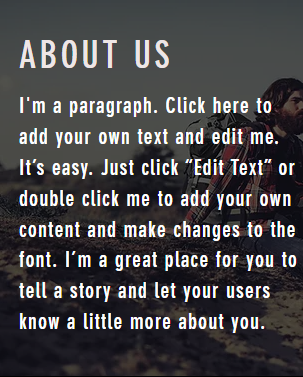 ABOUT US
I'm a paragraph. Click here to
add your own text and edit me.
It’s easy. Just click “Edit Text” or
double click me to add your own
content and make changes to the
font. I’m a great place for you to
tell a story and let your users
know a little more about you.